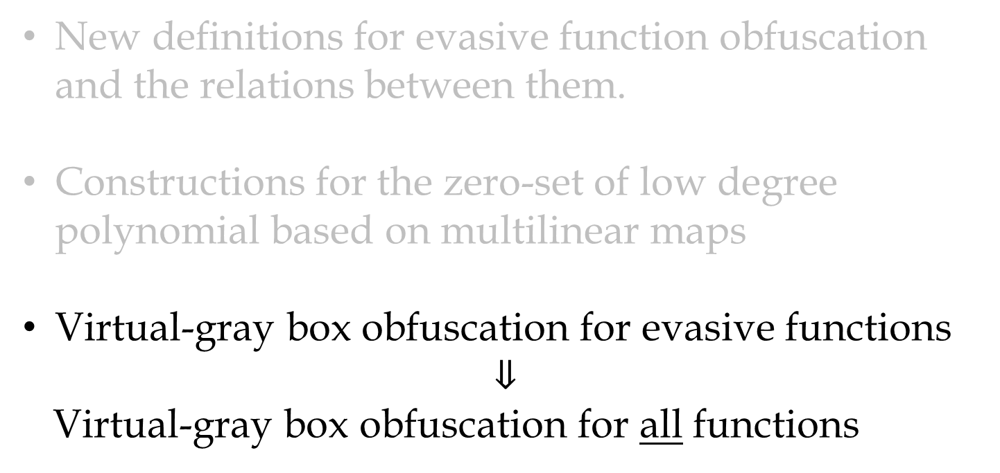 • New definitions for evasive function obfuscation
and the relations between them.
• Constructions for the zero-set of low degree
polynomial based on multilinear maps
• Virtual-gray box obfuscation for evasive functions
⇓
Virtual-gray box obfuscation for all functions